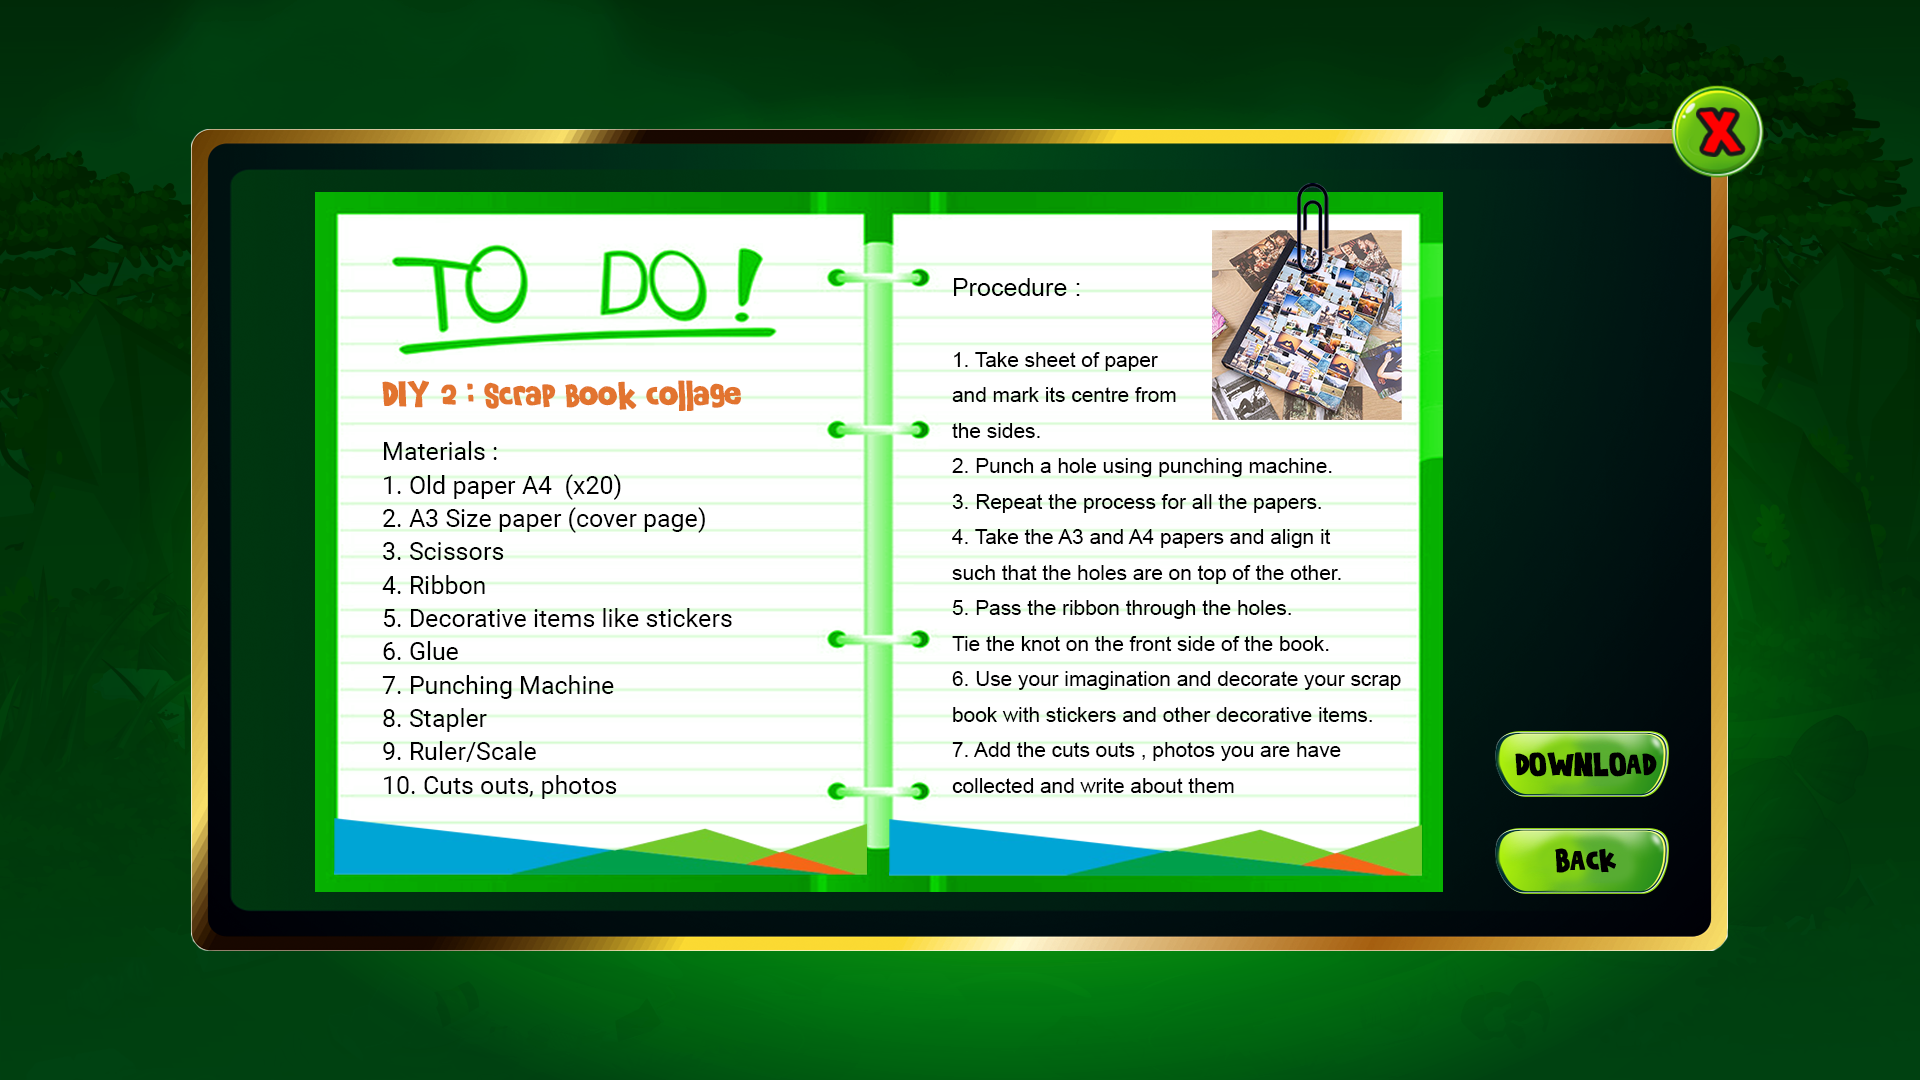 X
TO DO!
DIY 2 : Scrap Book Collage
Materials :
1. Old paper A4  (x20)
2. A3 Size paper (cover page)
3. Scissors
4. Ribbon
5. Decorative items like stickers
6. Glue
7. Punching Machine
8. Stapler
9. Ruler/Scale
10. Cuts outs, photos
Procedure :
1. Take sheet of paper
and mark its centre from
the sides.
2. Punch a hole using punching machine.
3. Repeat the process for all the papers.
4. Take the A3 and A4 papers and align it
such that the holes are on top of the other.
5. Pass the ribbon through the holes.
Tie the knot on the front side of the book.
6. Use your imagination and decorate your scrap
book with stickers and other decorative items.
7. Add the cuts outs , photos you are have
collected and write about them
DOWNLOAD
BACK